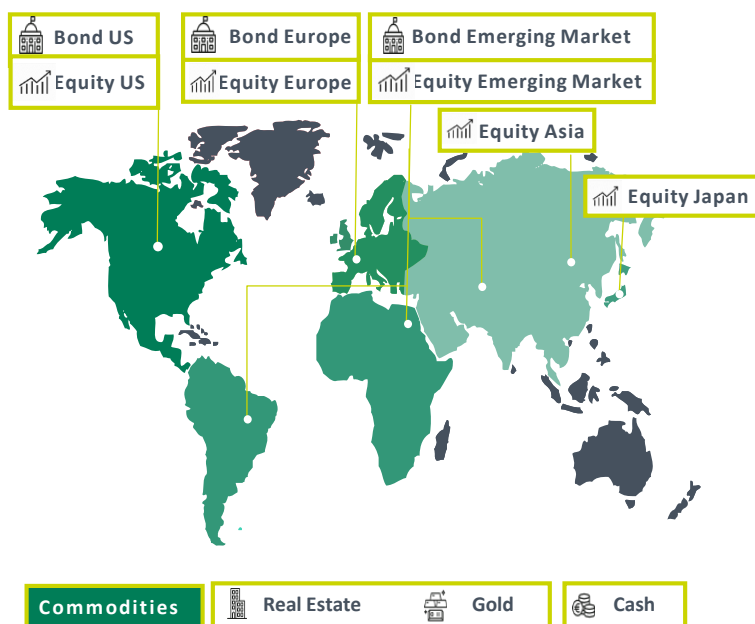 Bond US
Equity US
Bond Europe
Equity Europe
Bond Emerging Market
Equity Emerging Market
Equity Asia
Equity Japan
Commodities
Real Estate
Gold
Cash